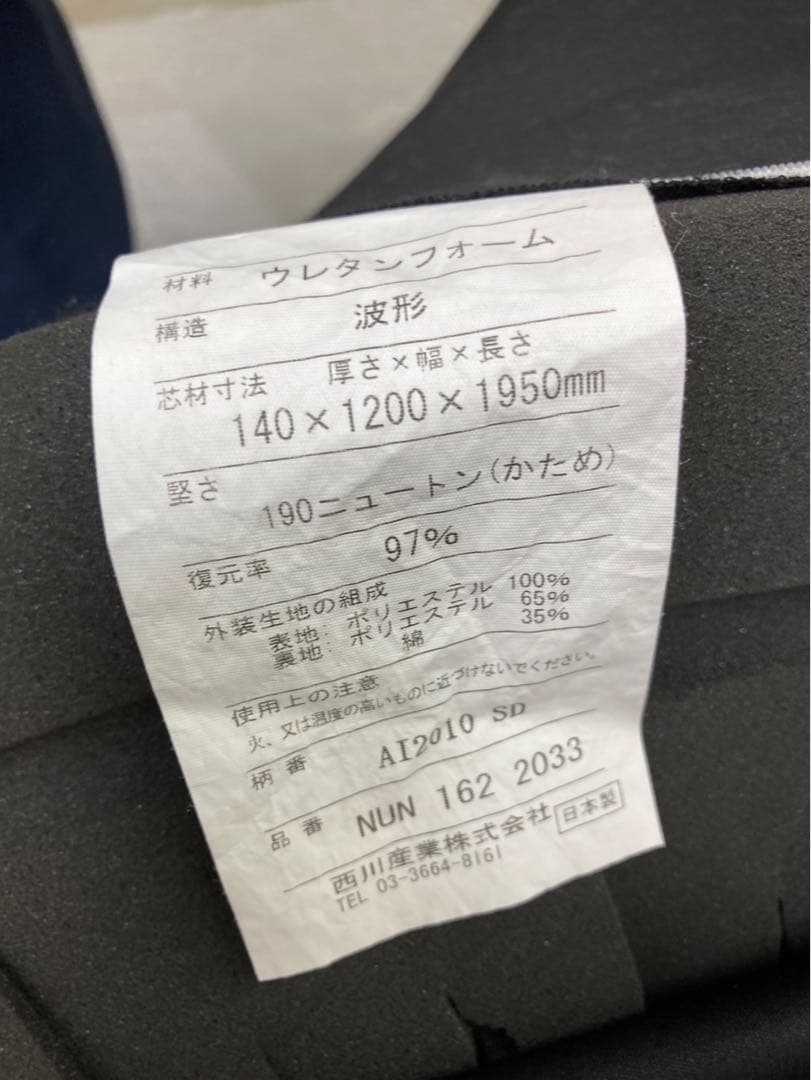 材料 ウレタンフォーム
構造 波形
芯材寸法 厚さ×幅×長さ
140×1200×1950mm
堅さ 190ニュートン(かため)
復元率 97%
外装生地の組成
表地: ポリエステル 100%
裏地: ポリエステル 65%
綿 35%
使用上の注意
火、又は温度の高いものに近づけないでください。
柄番 AI2010 SD
品番 NUN 162 2033
西川産業株式会社 日本製
TEL 03-3664-8161